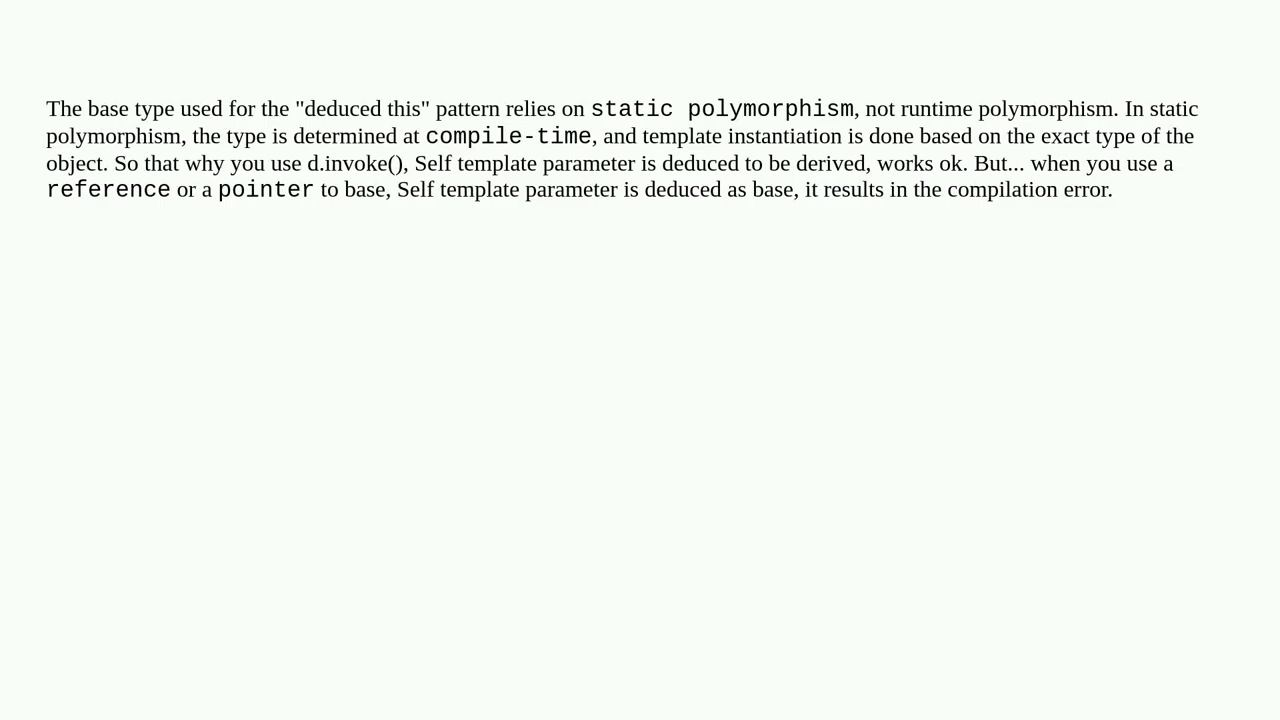 The base type used for the "deduced this" pattern relies on static polymorphism, not runtime polymorphism. In static
polymorphism, the type is determined at compile-time, and template instantiation is done based on the exact type of the
object. So that why you use d.invoke(), Self template parameter is deduced to be derived, works ok. But... when you use a
reference or a pointer to base, Self template parameter is deduced as base, it results in the compilation error.